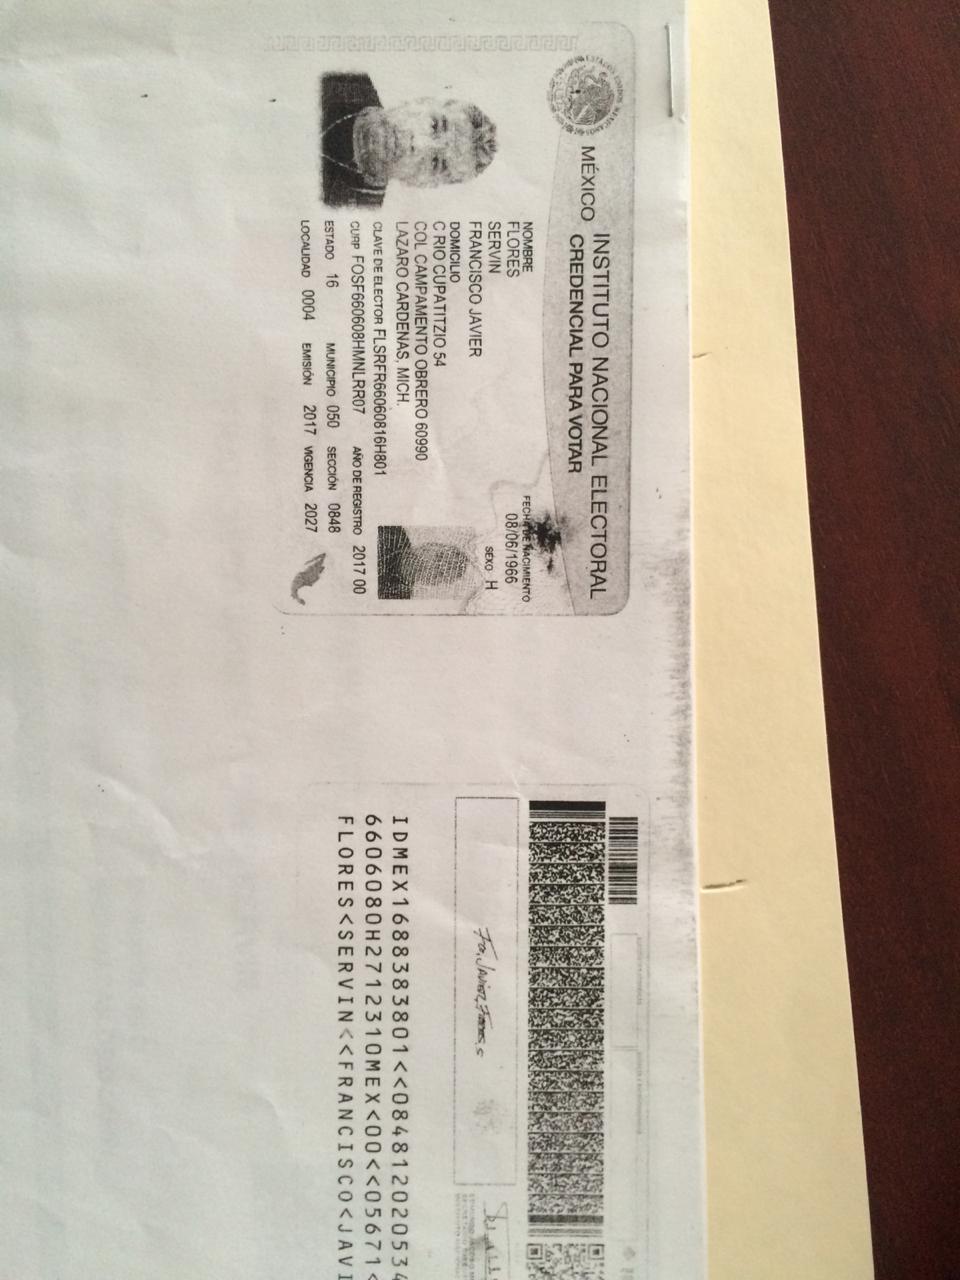 MÉXICO INSTITUTO NACIONAL ELECTORAL
CREDENCIAL PARA VOTAR
NOMBRE
FLORES
SERVIN
FRANCISCO JAVIER
FECHA DE NACIMIENTO
08/06/1966
SEXO H
DOMICILIO
C RIO CUPATITZIO 54
COL CAMPAMENTO OBRERO 60990
LAZARO CARDENAS, MICH.
CLAVE DE ELECTOR FLSRFR66060816H801
CURP FOSF660608HMNLRR07 AÑO DE REGISTRO 2017 00
ESTADO 16 MUNICIPIO 050 SECCIÓN 0848
LOCALIDAD 0004 EMISIÓN 2017 VIGENCIA 2027
Fco. Javier Flores S
EDMUNDO JACOBO
IDMEX1688383801<<084812020534
6606080H2712310MEX<00<<05671<
FLORES<SERVIN<<FRANCISCO<JAVI